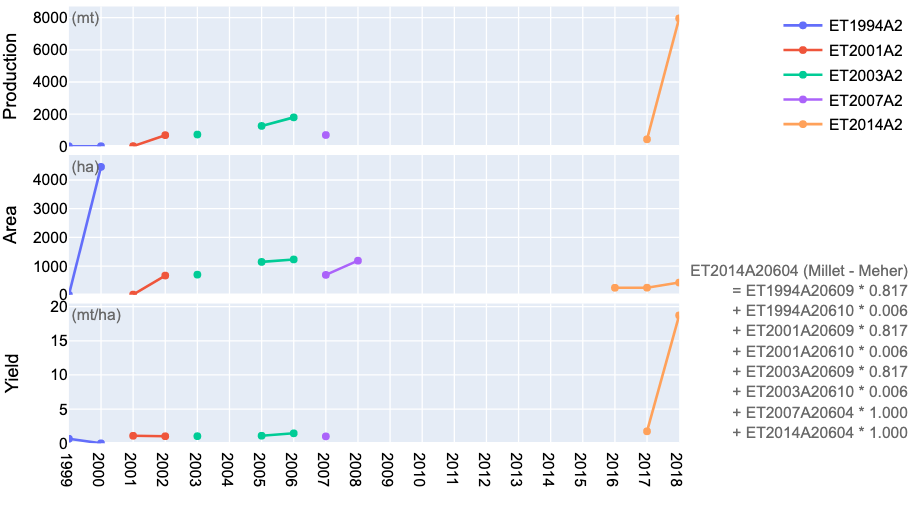 Production
(mt)
8000
6000
4000
2000
0
Area
(ha)
4000
3000
2000
1000
0
Yield
(mt/ha)
20
15
10
5
0
1999
2000
2001
2002
2003
2004
2005
2006
2007
2008
2009
2010
2011
2012
2013
2014
2015
2016
2017
2018
ET1994A2
ET2001A2
ET2003A2
ET2007A2
ET2014A2
ET2014A20604 (Millet - Meher)
= ET1994A20609 * 0.817
+ ET1994A20610 * 0.006
+ ET2001A20609 * 0.817
+ ET2001A20610 * 0.006
+ ET2003A20609 * 0.817
+ ET2003A20610 * 0.006
+ ET2007A20604 * 1.000
+ ET2014A20604 * 1.000